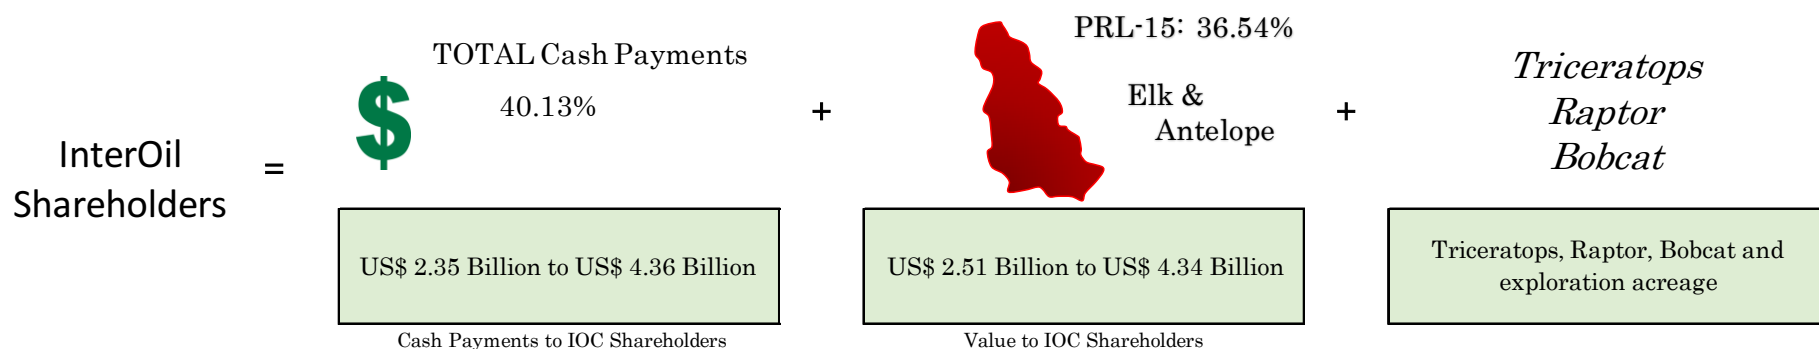 InterOil
Shareholders
=
$
TOTAL Cash Payments
40.13%
US$ 2.35 Billion to US$ 4.36 Billion
Cash Payments to IOC Shareholders
+
PRL-15: 36.54%
Elk &
Antelope
US$ 2.51 Billion to US$ 4.34 Billion
Value to IOC Shareholders
+
Triceratops
Raptor
Bobcat
Triceratops, Raptor, Bobcat and
exploration acreage